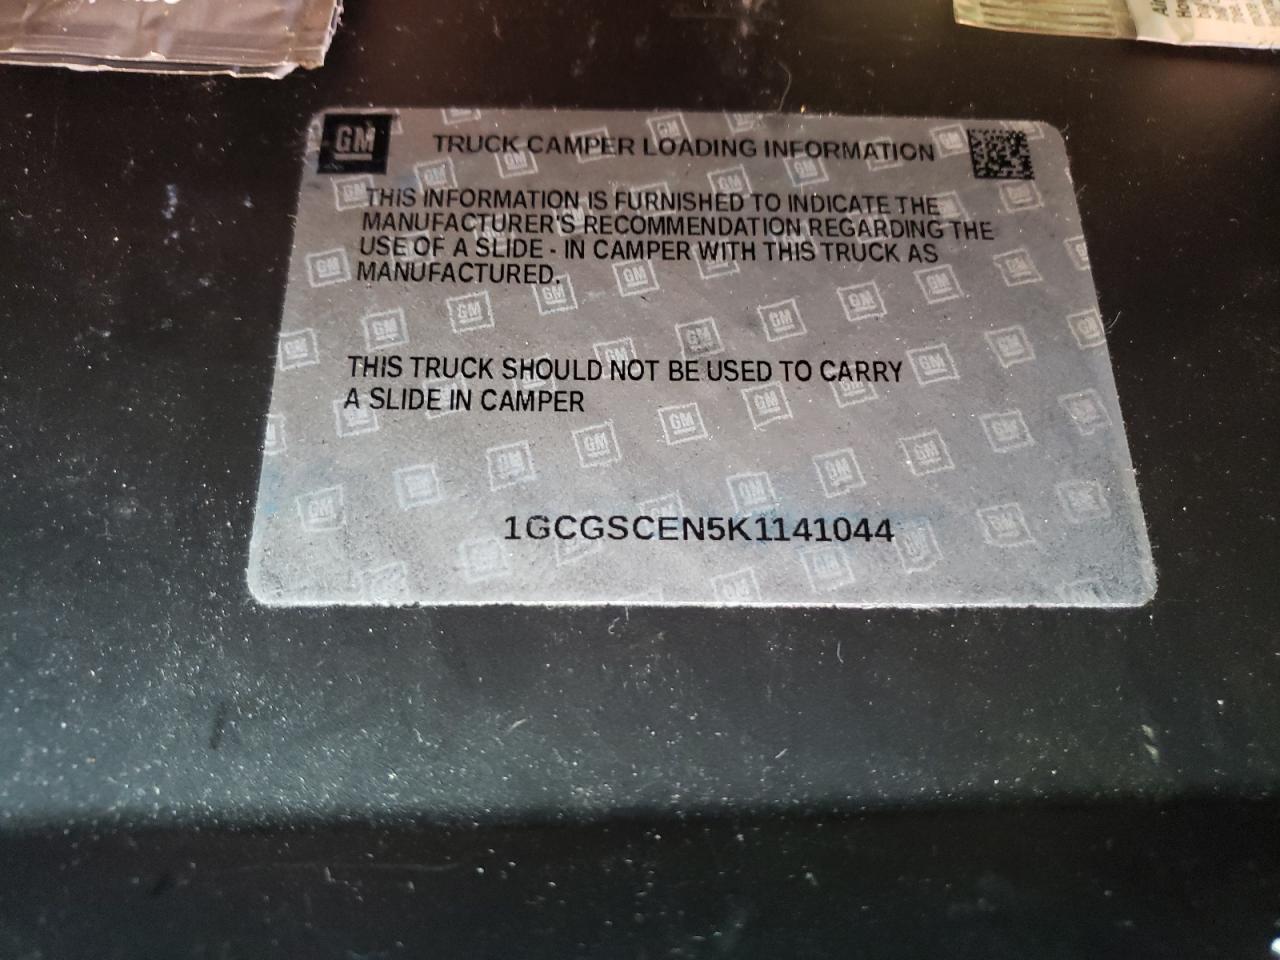 GM TRUCK CAMPER LOADING INFORMATION
THIS INFORMATION IS FURNISHED TO INDICATE THE
MANUFACTURER'S RECOMMENDATION REGARDING THE
USE OF A SLIDE - IN CAMPER WITH THIS TRUCK AS
MANUFACTURED.
THIS TRUCK SHOULD NOT BE USED TO CARRY
A SLIDE IN CAMPER
1GCGSCEN5K1141044